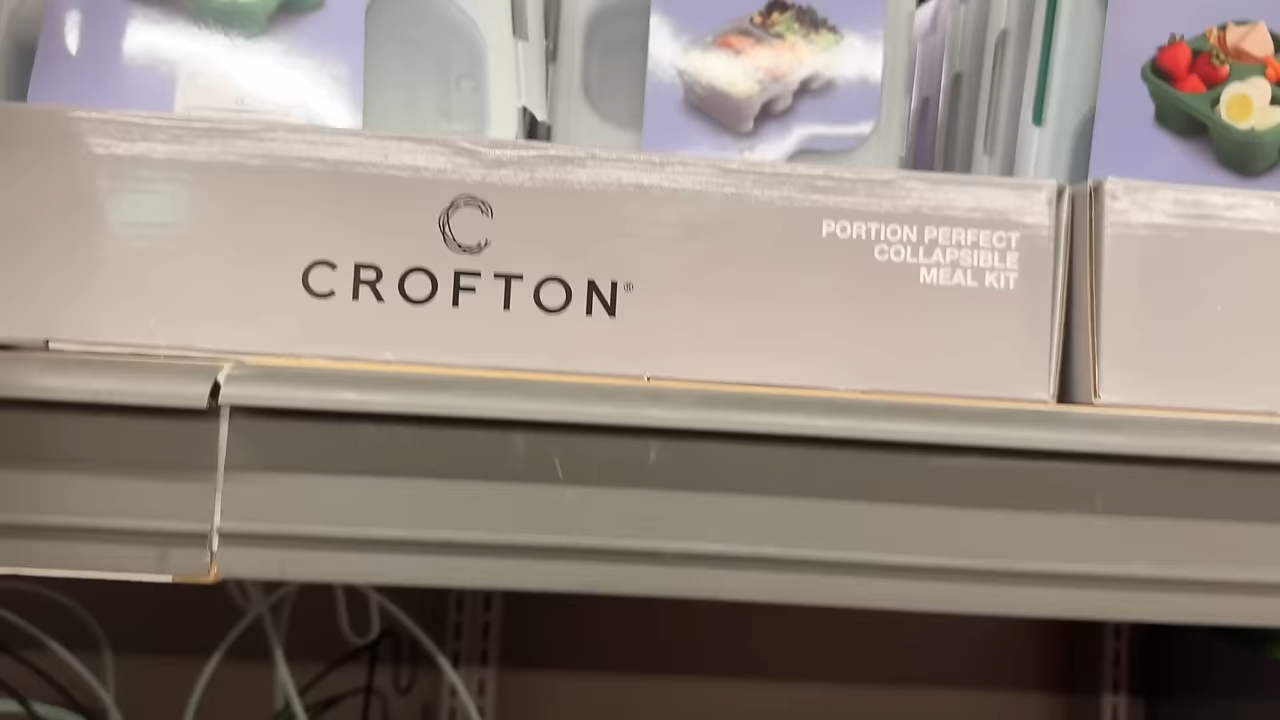 C
CROFTON®
PORTION PERFECT
COLLAPSIBLE
MEAL KIT